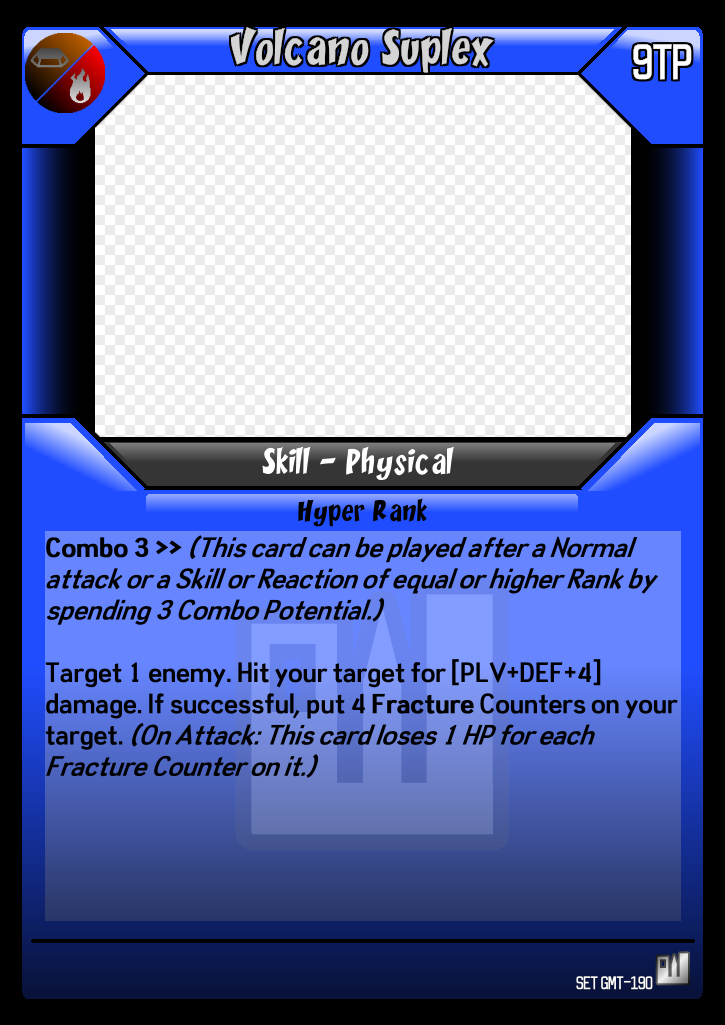 Volcano Suplex
9TP
Skill - Physical
Hyper Rank
Combo 3 >> (This card can be played after a Normal
attack or a Skill or Reaction of equal or higher Rank by
spending 3 Combo Potential.)
Target 1 enemy. Hit your target for [PLV+DEF+4]
damage. If successful, put 4 Fracture Counters on your
target. (On Attack: This card loses 1 HP for each
Fracture Counter on it.)
SET GMT-190